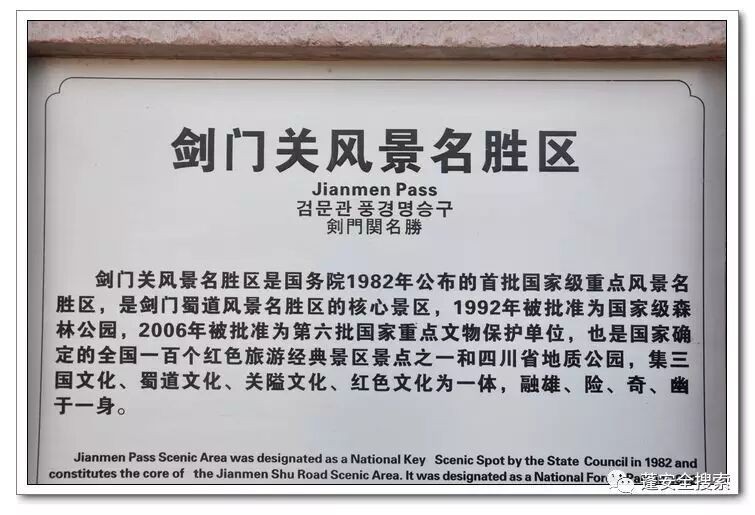 剑门关风景名胜区
Jianmen Pass
검문관 풍경명승구
剣門関名勝
剑门关风景名胜区是国务院1982年公布的首批国家级重点风景名
胜区，是剑门蜀道风景名胜区的核心景区，1992年被批准为国家级森
林公园，2006年被批准为第六批国家重点文物保护单位，也是国家确
定的全国一百个红色旅游经典景区景点之一和四川省地质公园，集三
国文化、蜀道文化、关隘文化、红色文化为一体，融雄、险、奇、幽
于一身。
Jianmen Pass Scenic Area was designated as a National Key Scenic Spot by the State Council in 1982 and
constitutes the core of the Jianmen Shu Road Scenic Area. It was designated as a National
蓬安全搜索